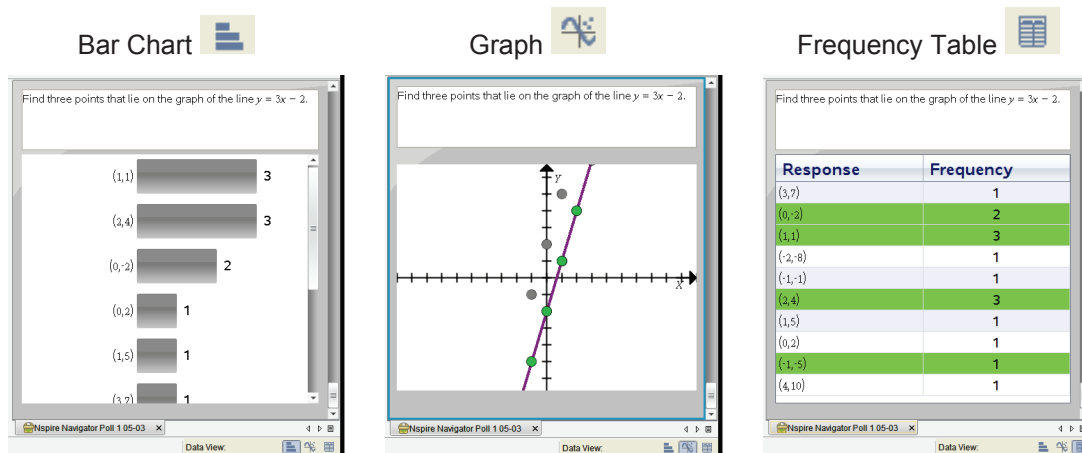 Bar Chart
Graph
Frequency Table
Find three points that lie on the graph of the line y = 3x − 2.
(1,1) 3
(2,4) 3
(0,-2) 2
(0,2) 1
(1,5) 1
(3,7) 1
Nspire Navigator Poll 1 05-03 x
Data View:
Find three points that lie on the graph of the line y = 3x − 2.
Y
X
Nspire Navigator Poll 1 05-03 x
Data View:
Find three points that lie on the graph of the line y = 3x − 2.
Response Frequency
(3,7) 1
(0,-2) 2
(1,1) 3
(-2,-8) 1
(-1,-1) 1
(2,4) 3
(1,5) 1
(0,2) 1
(-1,-5) 1
(4,10) 1
Nspire Navigator Poll 1 05-03 x
Data View: